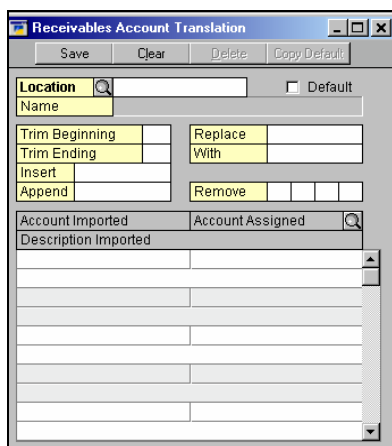 Receivables Account Translation
Save Clear Delete Copy Default
Location Default
Name
Trim Beginning Replace
Trim Ending With
Insert
Append Remove
Account Imported Account Assigned
Description Imported